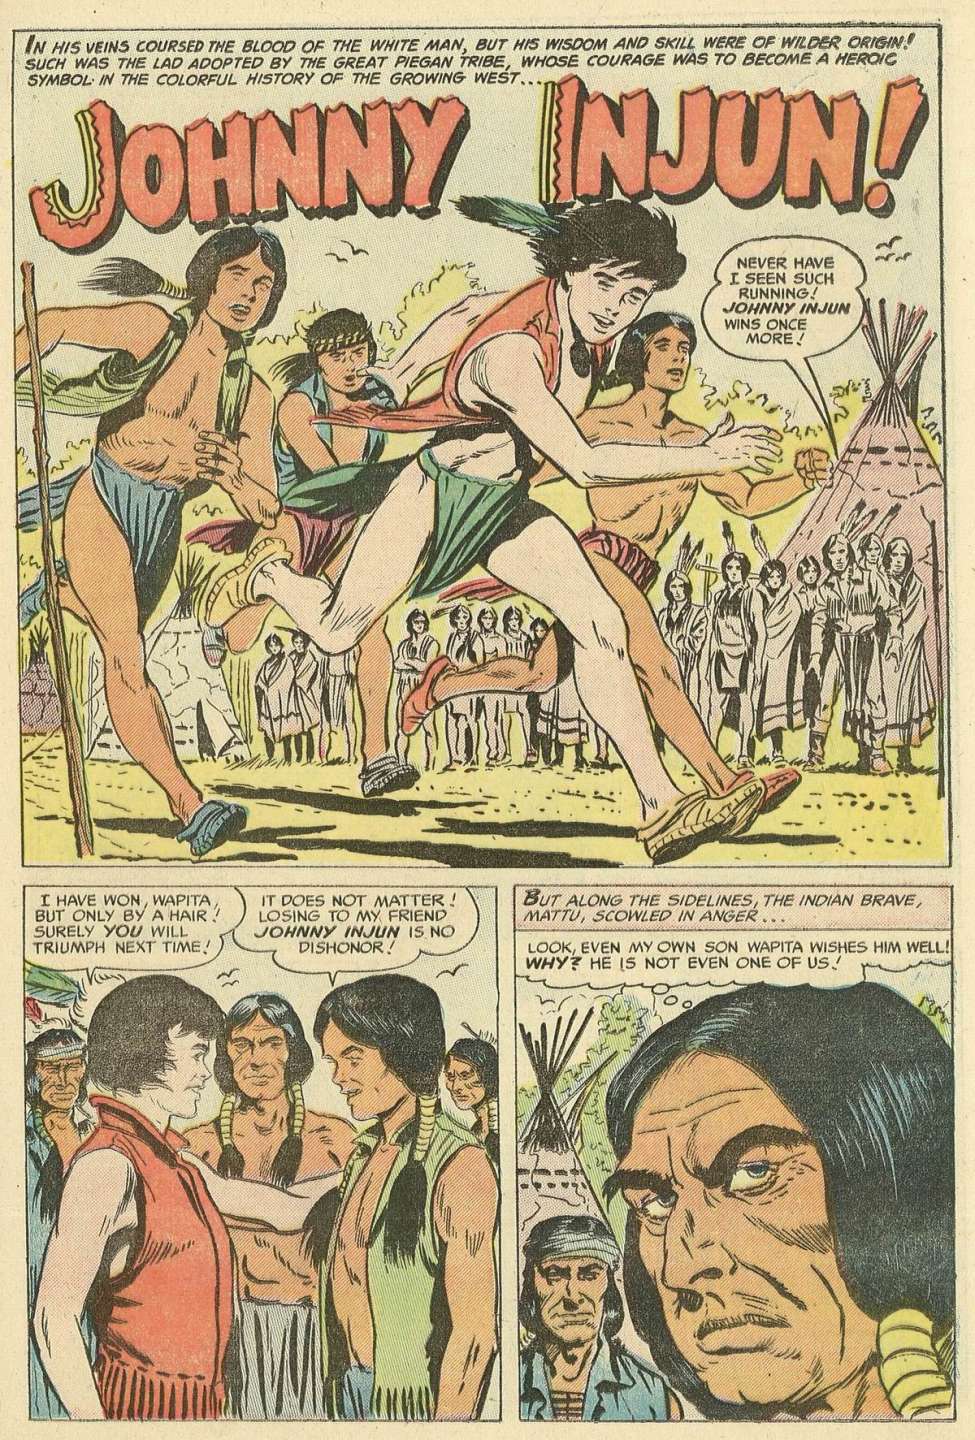 IN HIS VEINS COURSED THE BLOOD OF THE WHITE MAN, BUT HIS WISDOM AND SKILL WERE OF WILDER ORIGIN!
SUCH WAS THE LAD ADOPTED BY THE GREAT PIEGAN TRIBE, WHOSE COURAGE WAS TO BECOME A HEROIC
SYMBOL IN THE COLORFUL HISTORY OF THE GROWING WEST...
JOHNNY INJUN!
NEVER HAVE
I SEEN SUCH
RUNNING!
JOHNNY INJUN
WINS ONCE
MORE!
I HAVE WON, WAPITA,
BUT ONLY BY A HAIR!
SURELY YOU WILL
TRIUMPH NEXT TIME!
IT DOES NOT MATTER!
LOSING TO MY FRIEND
JOHNNY INJUN IS NO
DISHONOR!
BUT ALONG THE SIDELINES, THE INDIAN BRAVE,
MATTU, SCOWLED IN ANGER...
LOOK, EVEN MY OWN SON WAPITA WISHES HIM WELL!
WHY? HE IS NOT EVEN ONE OF US!